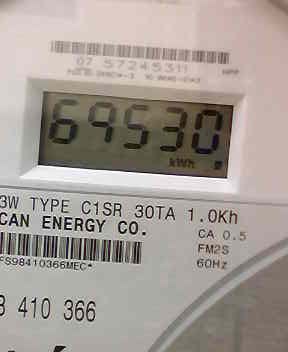 07 57245311
69530
kWh
3W TYPE C1SR 30TA 1.0Kh
CAN ENERGY CO.
CA 0.5
FM2S
60Hz
FS98410366MEC*
410 366